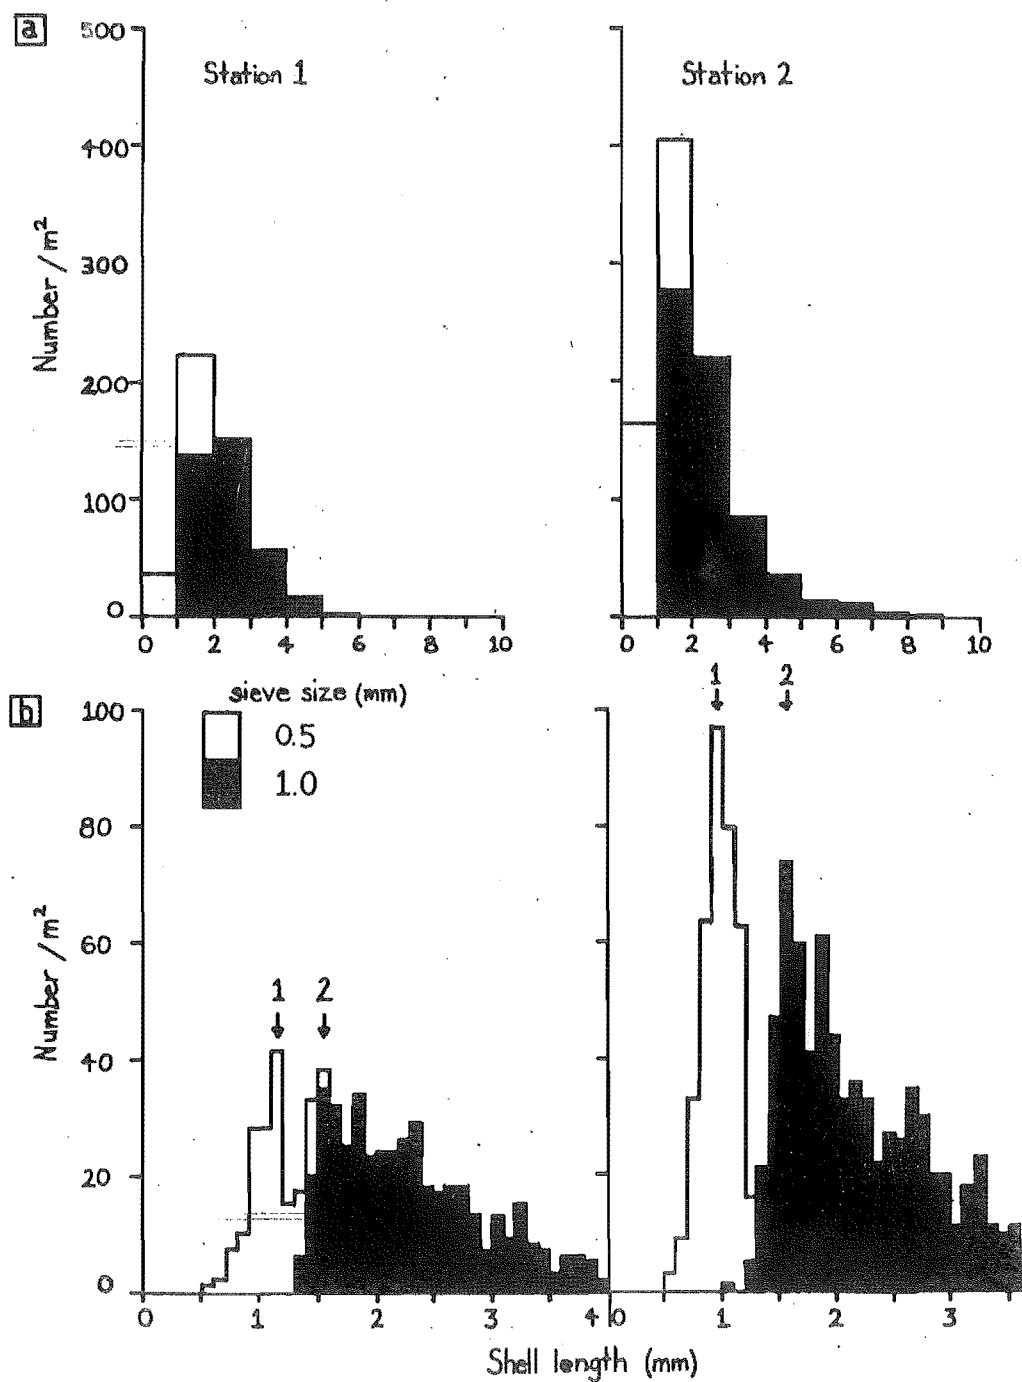 a
Station 1
Station 2
500
400
300
200
100
0
Number / m²
0 2 4 6 8 10
0 2 4 6 8 10
b
sieve size (mm)
0.5
1.0
1 2
1 2
100
80
60
40
20
0
Number / m²
0 1 2 3 4 0 1 2 3
Shell length (mm)